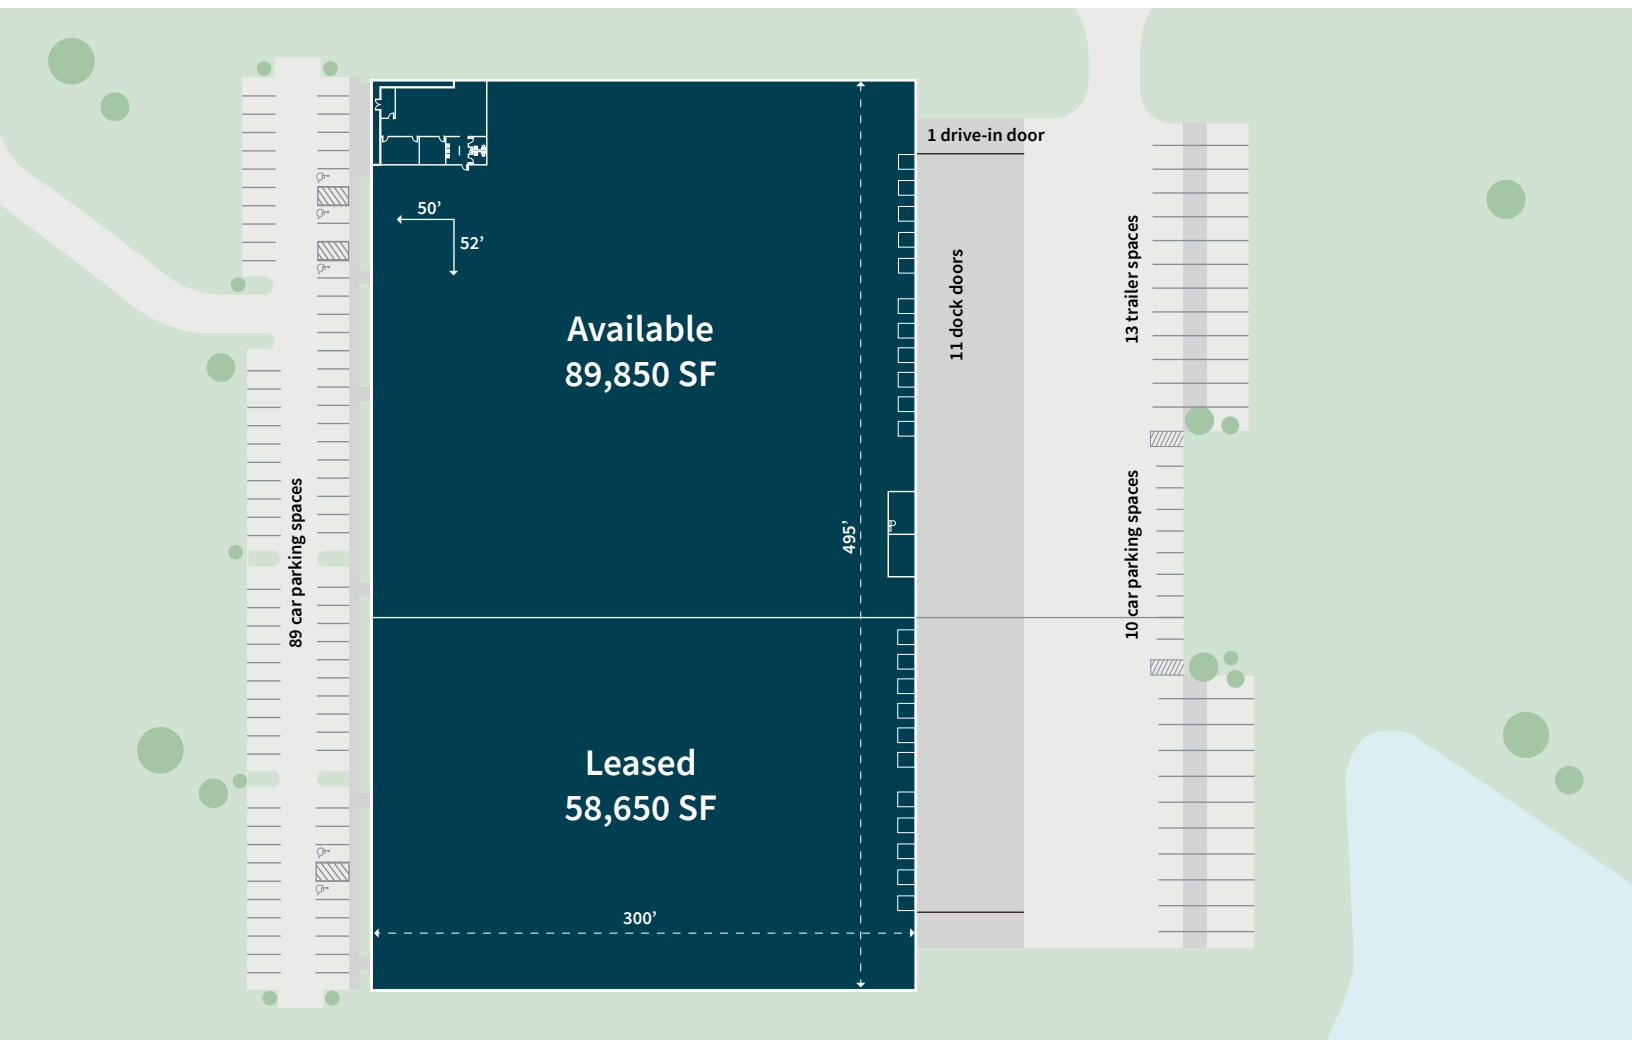 1 drive-in door
50’
52’
11 dock doors
13 trailer spaces
Available
89,850 SF
89 car parking spaces
495’
10 car parking spaces
Leased
58,650 SF
300’